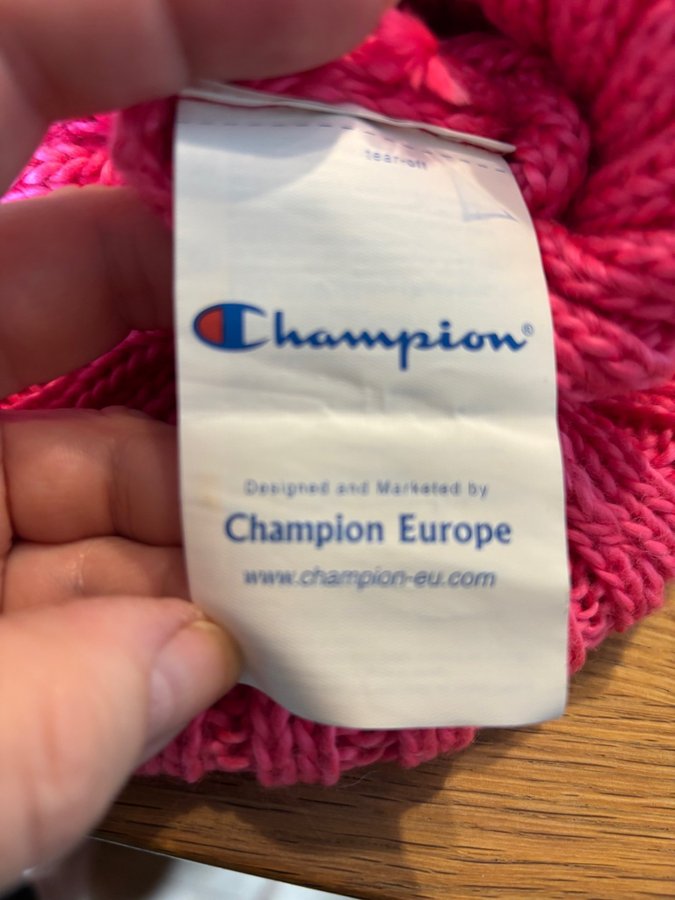 tear-off
Champion®
Designed and Marketed by
Champion Europe
www.champion-eu.com